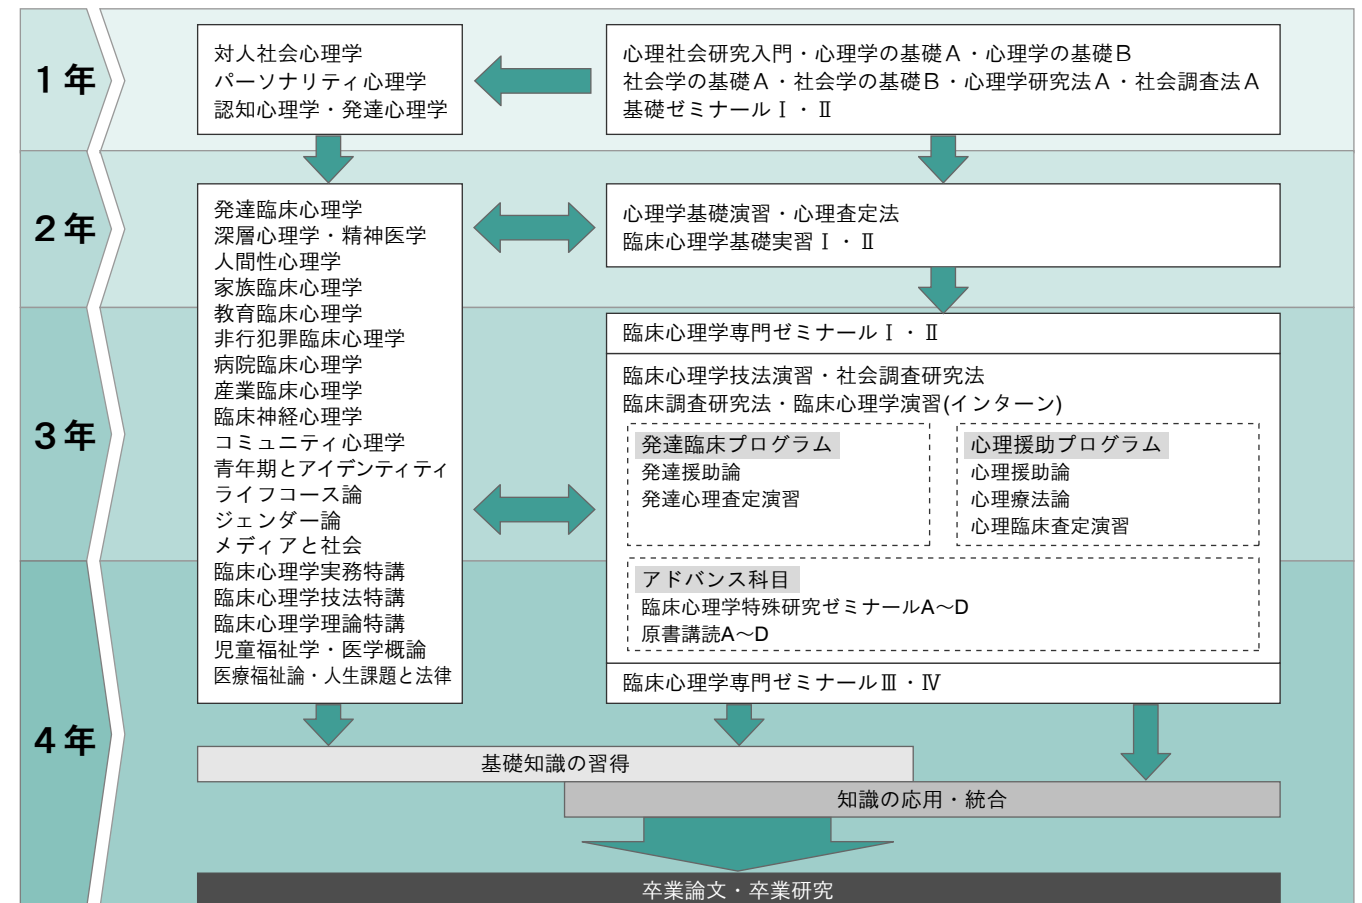 1年
対人社会心理学
パーソナリティ心理学
認知心理学・発達心理学
心理社会研究入門・心理学の基礎A・心理学の基礎B
社会学の基礎A・社会学の基礎B・心理学研究法A・社会調査法A
基礎ゼミナールⅠ・Ⅱ
2年
発達臨床心理学
深層心理学・精神医学
人間性心理学
家族臨床心理学
教育臨床心理学
非行犯罪臨床心理学
病院臨床心理学
産業臨床心理学
臨床神経心理学
コミュニティ心理学
青年期とアイデンティティ
ライフコース論
ジェンダー論
メディアと社会
臨床心理学実務特講
臨床心理学技法特講
臨床心理学理論特講
児童福祉学・医学概論
医療福祉論・人生課題と法律
心理学基礎演習・心理査定法
臨床心理学基礎実習Ⅰ・Ⅱ
3年
臨床心理学専門ゼミナールⅠ・Ⅱ
臨床心理学技法演習・社会調査研究法
臨床調査研究法・臨床心理学演習(インターン)
発達臨床プログラム
発達援助論
発達心理査定演習
心理援助プログラム
心理援助論
心理療法論
心理臨床査定演習
アドバンス科目
臨床心理学特殊研究ゼミナールA〜D
原書講読A〜D
臨床心理学専門ゼミナールⅢ・Ⅳ
4年
基礎知識の習得
知識の応用・統合
卒業論文・卒業研究